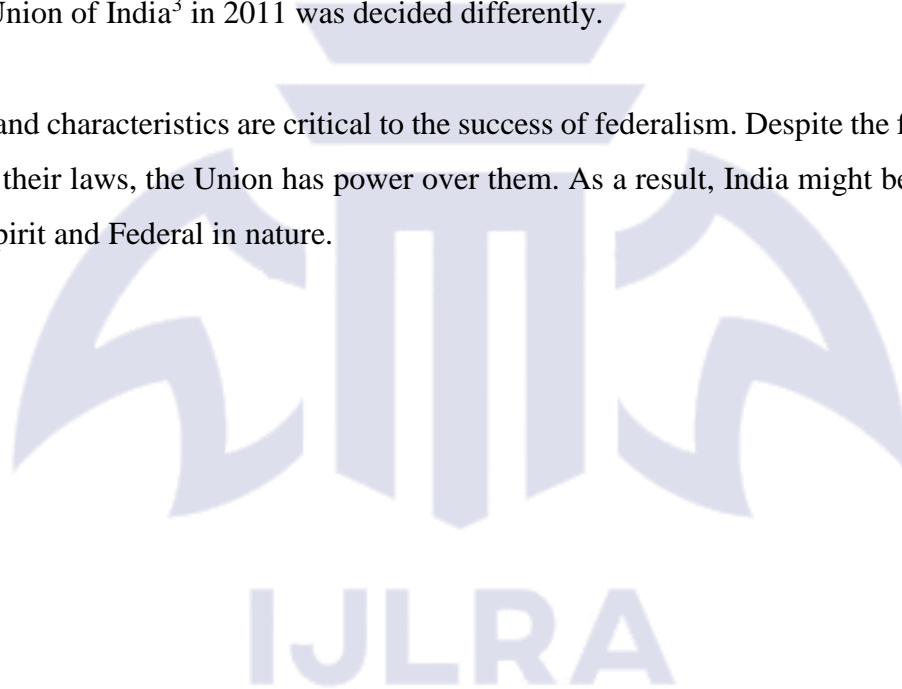 Union of India³ in 2011 was decided differently.
and characteristics are critical to the success of federalism. Despite the
their laws, the Union has power over them. As a result, India might be
pirit and Federal in nature.
IJLRA